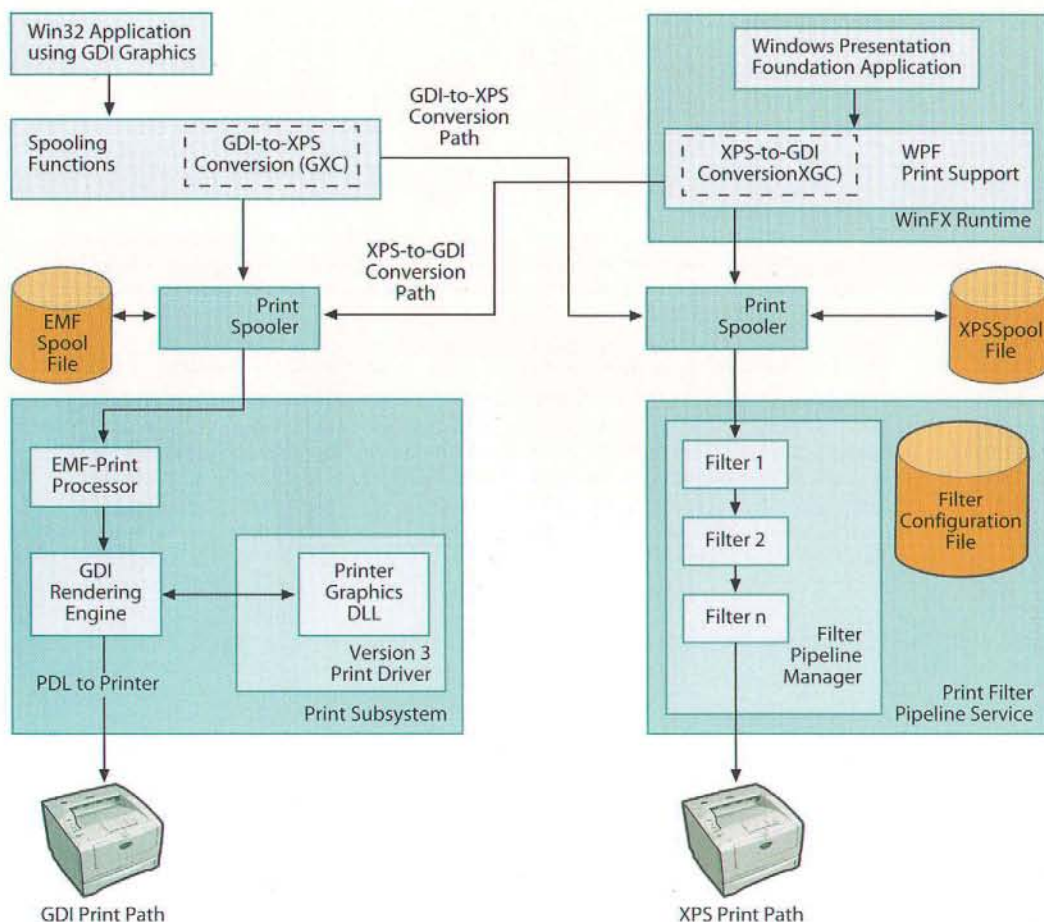 Win32 Application
using GDI Graphics
Windows Presentation
Foundation Application
GDI-to-XPS
Conversion
Path
Spooling
Functions
GDI-to-XPS
Conversion (GXC)
XPS-to-GDI
ConversionXGC)
WPF
Print Support
WinFX Runtime
XPS-to-GDI
Conversion
Path
EMF
Spool
File
Print
Spooler
Print
Spooler
XPSSpool
File
EMF-Print
Processor
GDI
Rendering
Engine
Printer
Graphics
DLL
Version 3
Print Driver
PDL to Printer
Print Subsystem
Filter 1
Filter 2
Filter n
Filter
Pipeline
Manager
Filter
Configuration
File
Print Filter
Pipeline Service
GDI Print Path
XPS Print Path